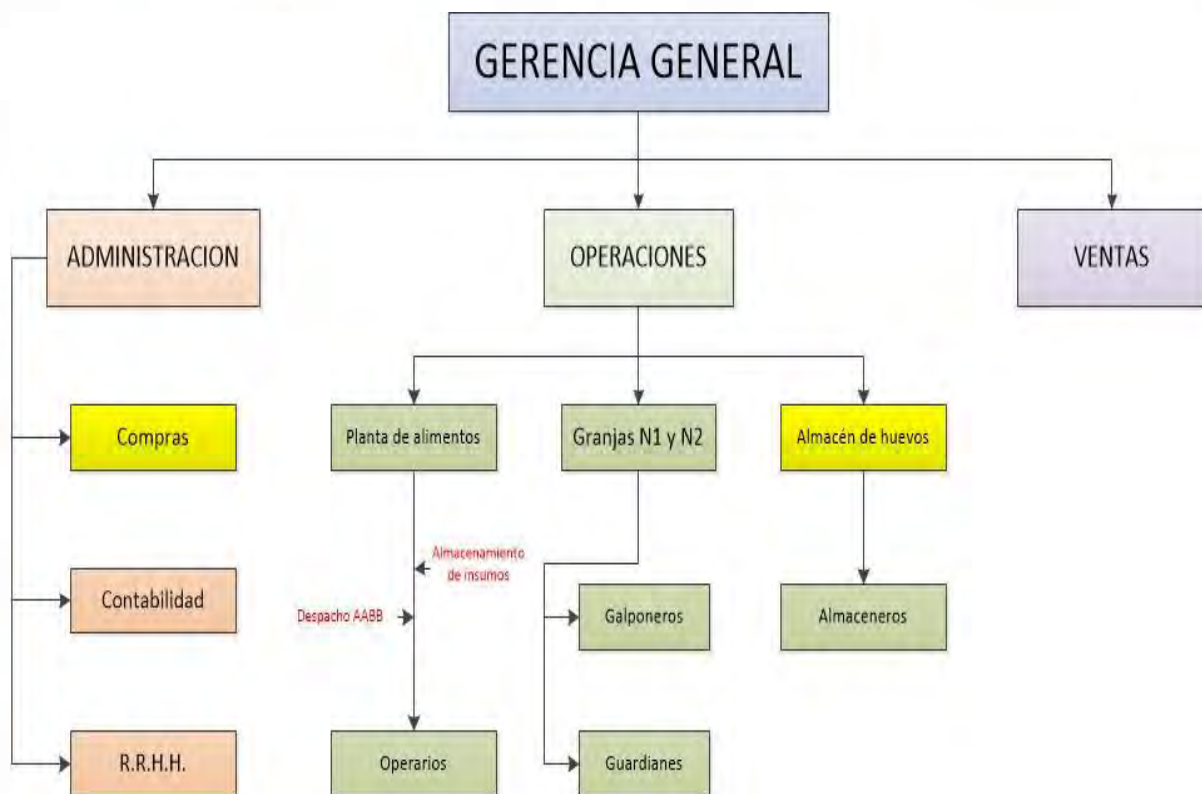 GERENCIA GENERAL
ADMINISTRACION
OPERACIONES
VENTAS
Compras
Planta de alimentos
Granjas N1 y N2
Almacén de huevos
Almacenamiento
de insumos
Contabilidad
Despacho AABB
Galponeros
Almaceneros
R.R.H.H.
Operarios
Guardianes